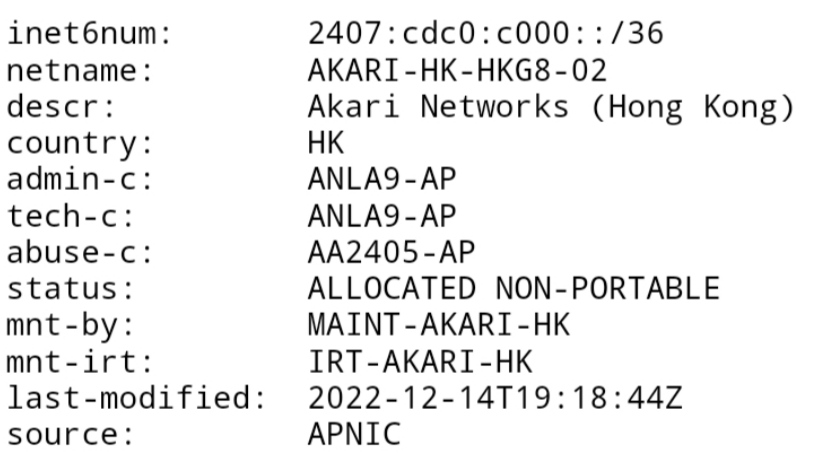 inet6num: 2407:cdc0:c000::/36
netname: AKARI-HK-HKG8-02
descr: Akari Networks (Hong Kong)
country: HK
admin-c: ANLA9-AP
tech-c: ANLA9-AP
abuse-c: AA2405-AP
status: ALLOCATED NON-PORTABLE
mnt-by: MAINT-AKARI-HK
mnt-irt: IRT-AKARI-HK
last-modified: 2022-12-14T19:18:44Z
source: APNIC